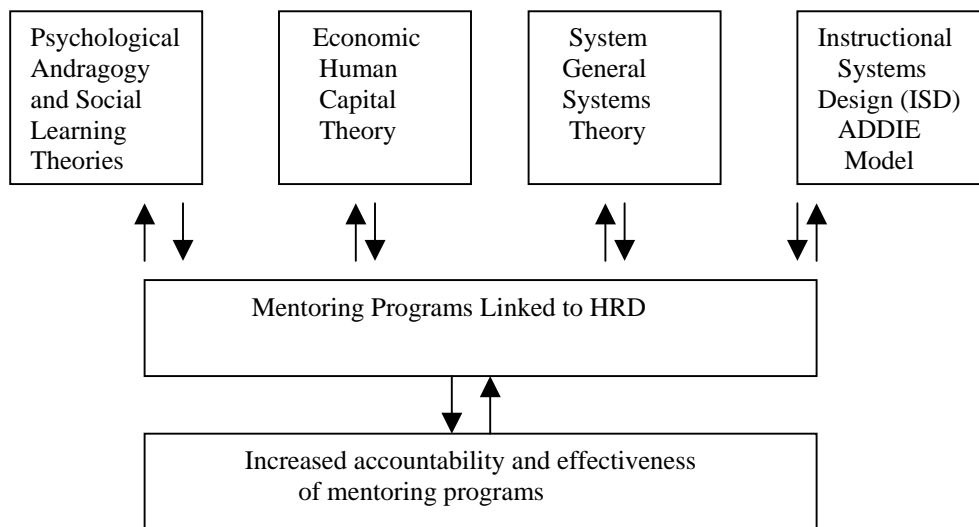 Psychological
Andragogy
and Social
Learning
Theories
Economic
Human
Capital
Theory
System
General
Systems
Theory
Instructional
Systems
Design (ISD)
ADDIE
Model
Mentoring Programs Linked to HRD
Increased accountability and effectiveness
of mentoring programs